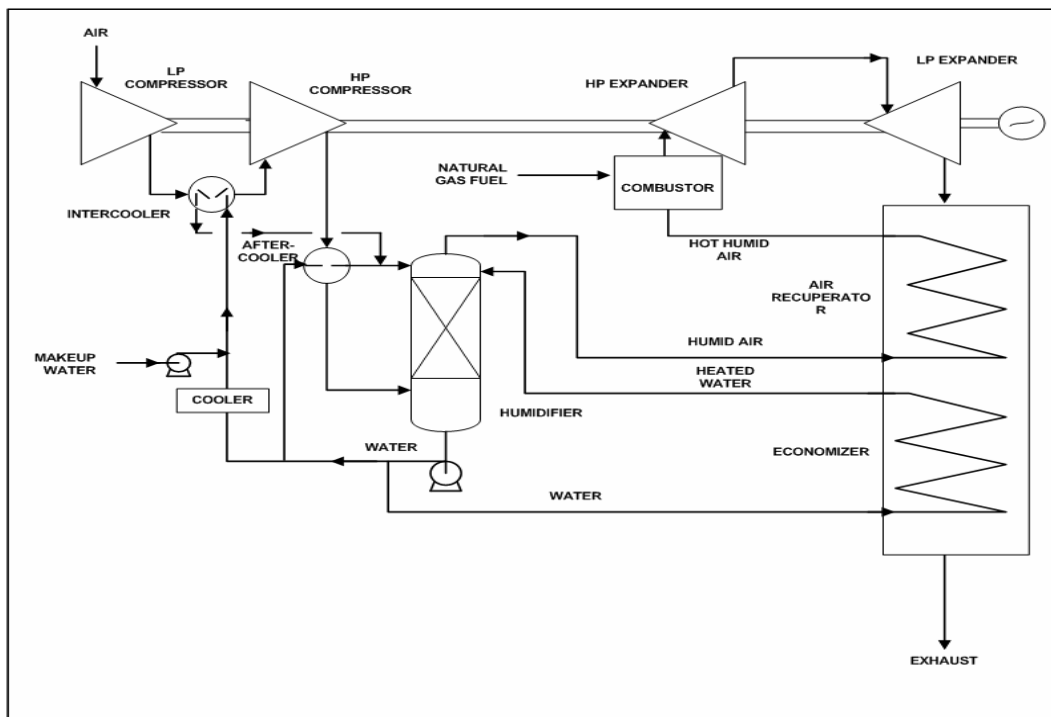 AIR
LP
COMPRESSOR
HP
COMPRESSOR
HP EXPANDER
LP EXPANDER
NATURAL
GAS FUEL
COMBUSTOR
INTERCOOLER
AFTER-
COOLER
HOT HUMID
AIR
AIR
RECUPERATO
R
HUMID AIR
MAKEUP
WATER
HEATED
WATER
COOLER
HUMIDIFIER
WATER
ECONOMIZER
WATER
EXHAUST